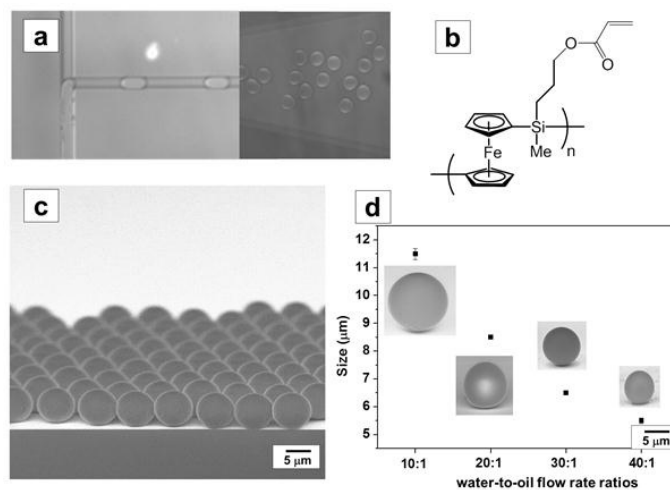 a
b
O
O
Si
Me
n
Fe
c
5 μm
d
12
11
10
9
8
7
6
5
Size (μm)
10:1
20:1
30:1
40:1
5 μm
water-to-oil flow rate ratios